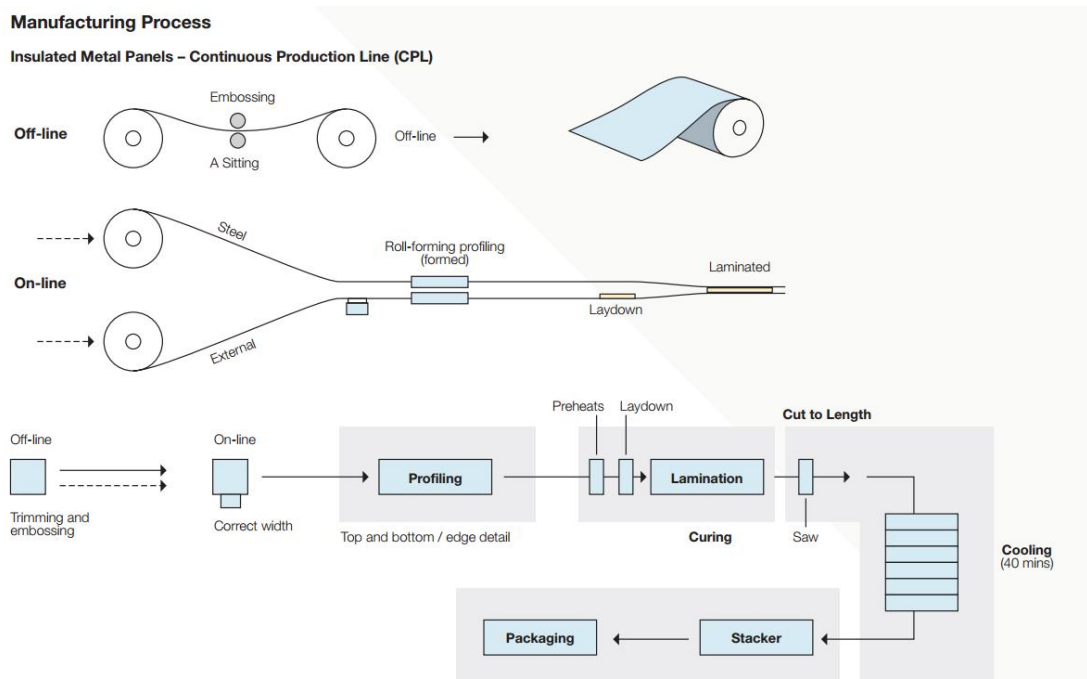 Manufacturing Process
Insulated Metal Panels – Continuous Production Line (CPL)
Embossing
Off-line
Off-line
A Sitting
Steel
Roll-forming profiling
(formed)
Laminated
On-line
Laydown
External
Preheats
Laydown
Cut to Length
Off-line
On-line
Profiling
Lamination
Trimming and
embossing
Correct width
Top and bottom / edge detail
Curing
Saw
Cooling
(40 mins)
Packaging
Stacker